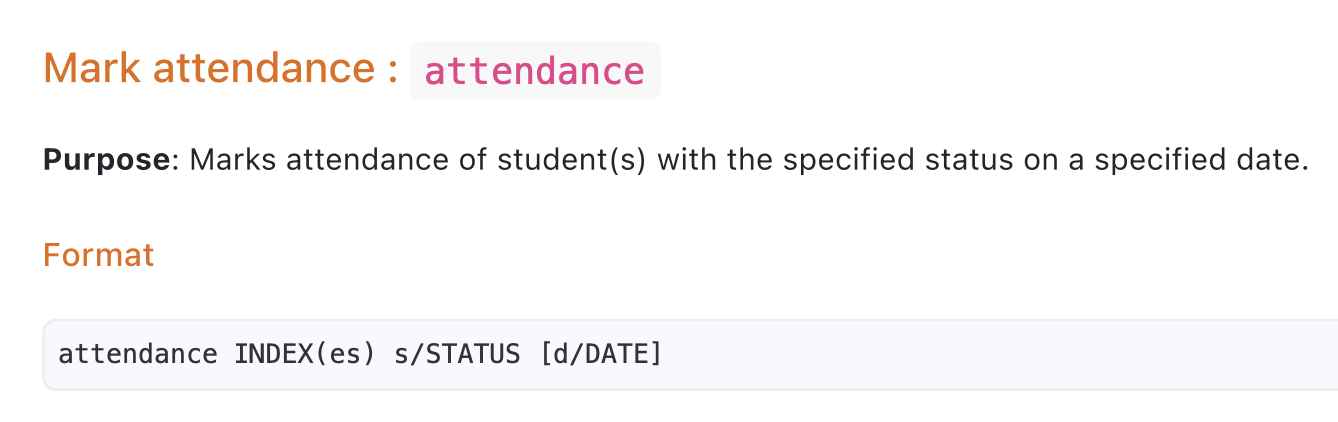 Mark attendance : attendance
Purpose: Marks attendance of student(s) with the specified status on a specified date.
Format
attendance INDEX(es) s/STATUS [d/DATE]